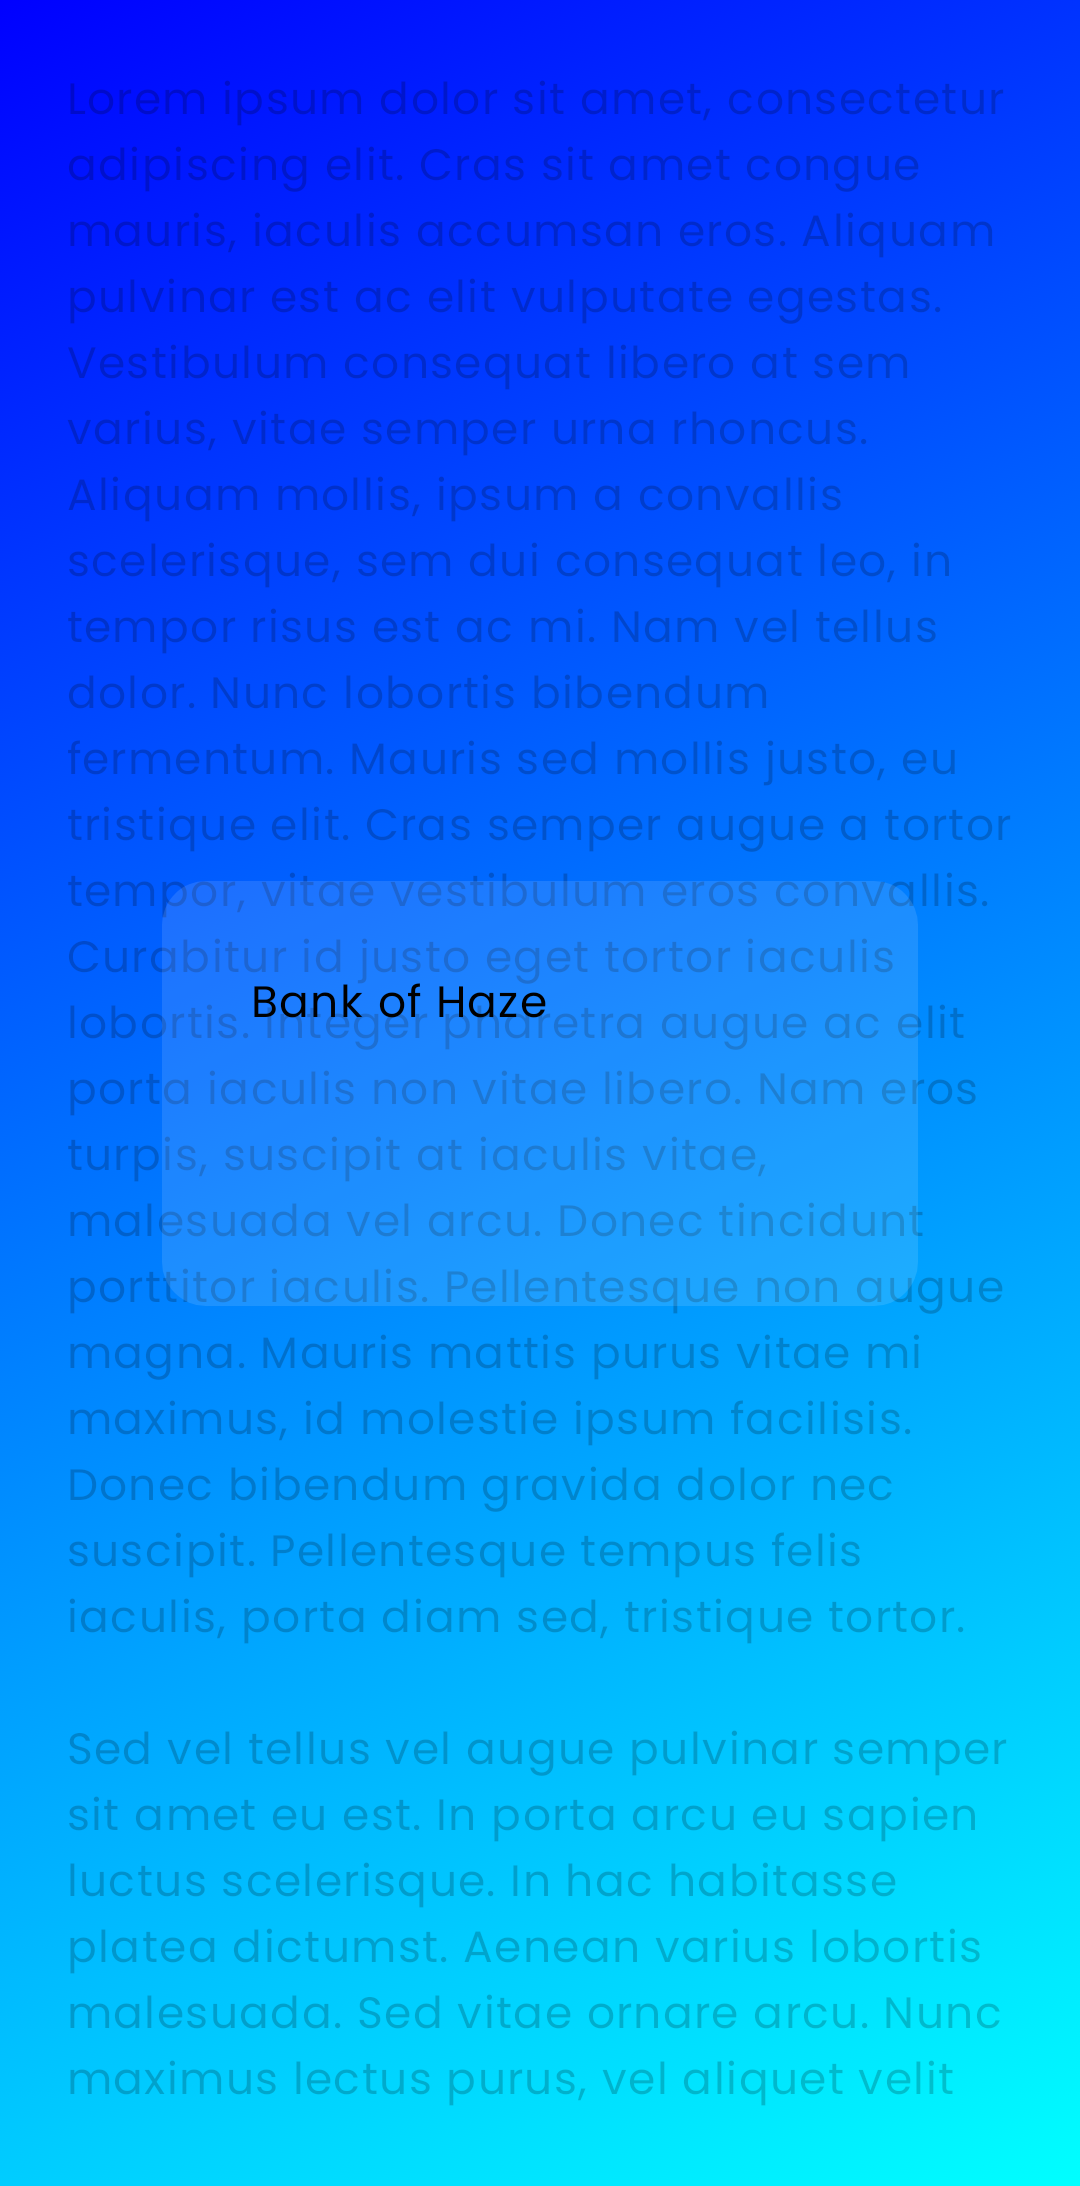 Lorem ipsum dolor sit amet, consectetur
adipiscing elit. Cras sit amet congue
mauris, iaculis accumsan eros. Aliquam
pulvinar est ac elit vulputate egestas.
Vestibulum consequat libero at sem
varius, vitae semper urna rhoncus.
Aliquam mollis, ipsum a convallis
scelerisque, sem dui consequat leo, in
tempor risus est ac mi. Nam vel tellus
dolor. Nunc lobortis bibendum
fermentum. Mauris sed mollis justo, eu
tristique elit. Cras semper augue a tortor
tempor, vitae vestibulum eros convallis.
Curabitur id justo eget tortor iaculis
Bank of Haze
lobortis. Integer pharetra augue ac elit
porta iaculis non vitae libero. Nam eros
turpis, suscipit at iaculis vitae,
malesuada vel arcu. Donec tincidunt
porttitor iaculis. Pellentesque non augue
magna. Mauris mattis purus vitae mi
maximus, id molestie ipsum facilisis.
Donec bibendum gravida dolor nec
suscipit. Pellentesque tempus felis
iaculis, porta diam sed, tristique tortor.
Sed vel tellus vel augue pulvinar semper
sit amet eu est. In porta arcu eu sapien
luctus scelerisque. In hac habitasse
platea dictumst. Aenean varius lobortis
malesuada. Sed vitae ornare arcu. Nunc
maximus lectus purus, vel aliquet velit